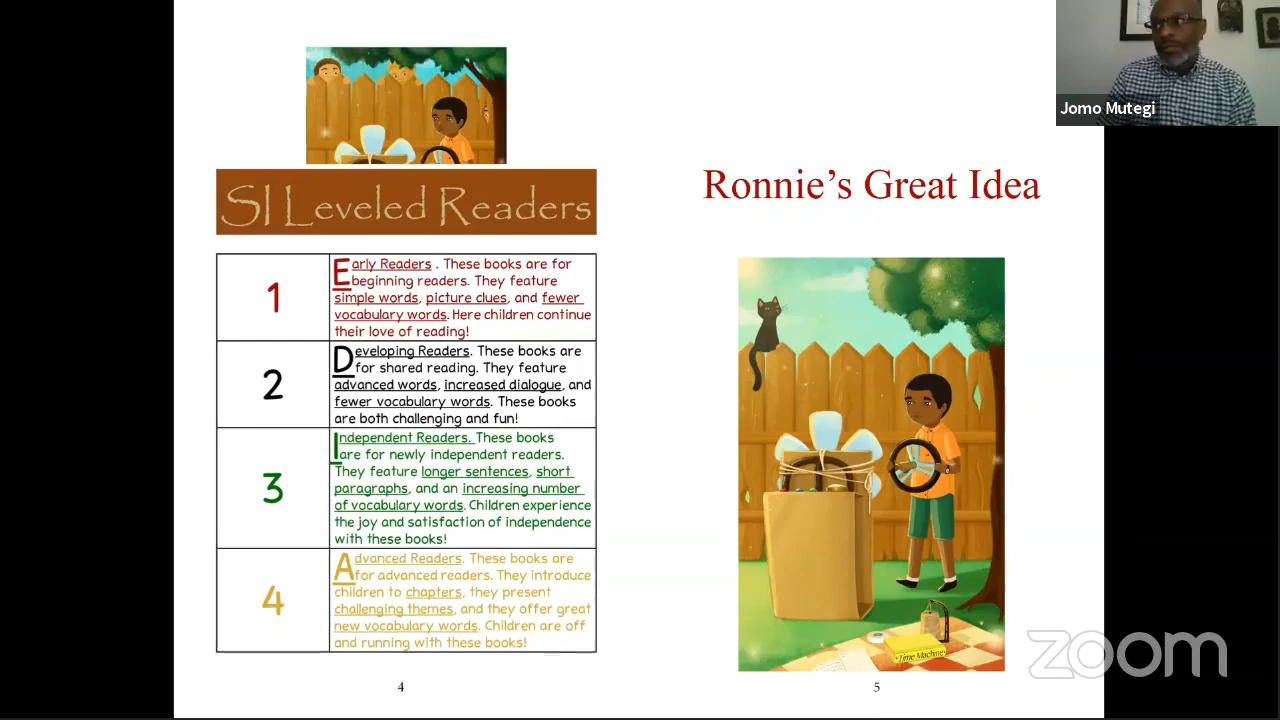 Jomo Mutegi
SI Leveled Readers
1
Early Readers . These books are for
beginning readers. They feature
simple words, picture clues, and fewer
vocabulary words. Here children continue
their love of reading!
2
Developing Readers. These books are
for shared reading. They feature
advanced words, increased dialogue, and
fewer vocabulary words. These books
are both challenging and fun!
3
Independent Readers. These books
are for newly independent readers.
They feature longer sentences, short
paragraphs, and an increasing number
of vocabulary words. Children experience
the joy and satisfaction of independence
with these books!
4
Advanced Readers. These books are
for advanced readers. They introduce
children to chapters, they present
challenging themes, and they offer great
new vocabulary words. Children are off
and running with these books!
4
Ronnie's Great Idea
Time Machine
5
zoom